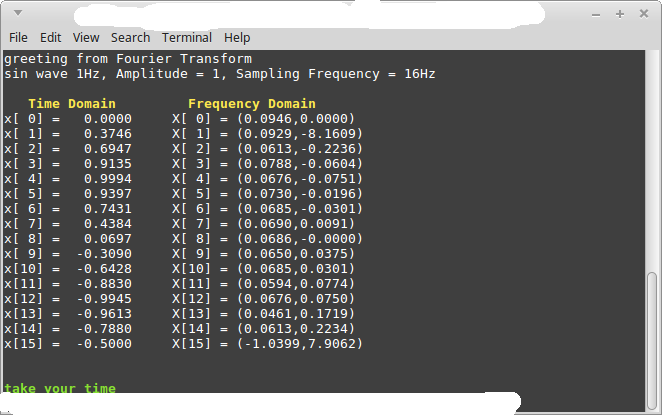 File Edit View Search Terminal Help
greeting from Fourier Transform
sin wave 1Hz, Amplitude = 1, Sampling Frequency = 16Hz
Time Domain Frequency Domain
x[ 0] = 0.0000 X[ 0] = (0.0946,0.0000)
x[ 1] = 0.3746 X[ 1] = (0.0929,-8.1609)
x[ 2] = 0.6947 X[ 2] = (0.0613,-0.2236)
x[ 3] = 0.9135 X[ 3] = (0.0788,-0.0604)
x[ 4] = 0.9994 X[ 4] = (0.0676,-0.0751)
x[ 5] = 0.9397 X[ 5] = (0.0730,-0.0196)
x[ 6] = 0.7431 X[ 6] = (0.0685,-0.0301)
x[ 7] = 0.4384 X[ 7] = (0.0690,0.0091)
x[ 8] = 0.0697 X[ 8] = (0.0686,-0.0000)
x[ 9] = -0.3090 X[ 9] = (0.0650,0.0375)
x[10] = -0.6428 X[10] = (0.0685,0.0301)
x[11] = -0.8830 X[11] = (0.0594,0.0774)
x[12] = -0.9945 X[12] = (0.0676,0.0750)
x[13] = -0.9613 X[13] = (0.0461,0.1719)
x[14] = -0.7880 X[14] = (0.0613,0.2234)
x[15] = -0.5000 X[15] = (-1.0399,7.9062)
take your time